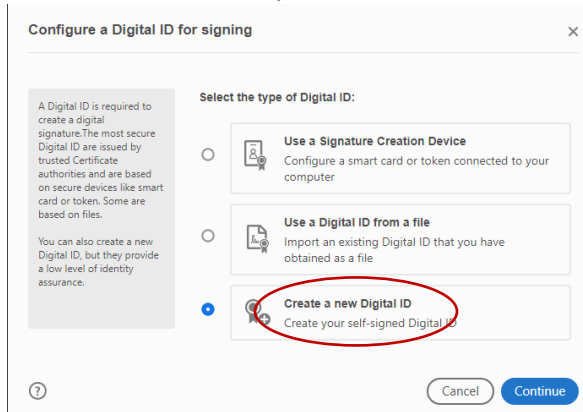 Configure a Digital ID for signing
×
A Digital ID is required to
create a digital
signature.The most secure
Digital ID are issued by
trusted Certificate
authorities and are based
on secure devices like smart
card or token. Some are
based on files.
You can also create a new
Digital ID, but they provide
a low level of identity
assurance.
Select the type of Digital ID:
Use a Signature Creation Device
Configure a smart card or token connected to your
computer
Use a Digital ID from a file
Import an existing Digital ID that you have
obtained as a file
Create a new Digital ID
Create your self-signed Digital ID
?
Cancel
Continue